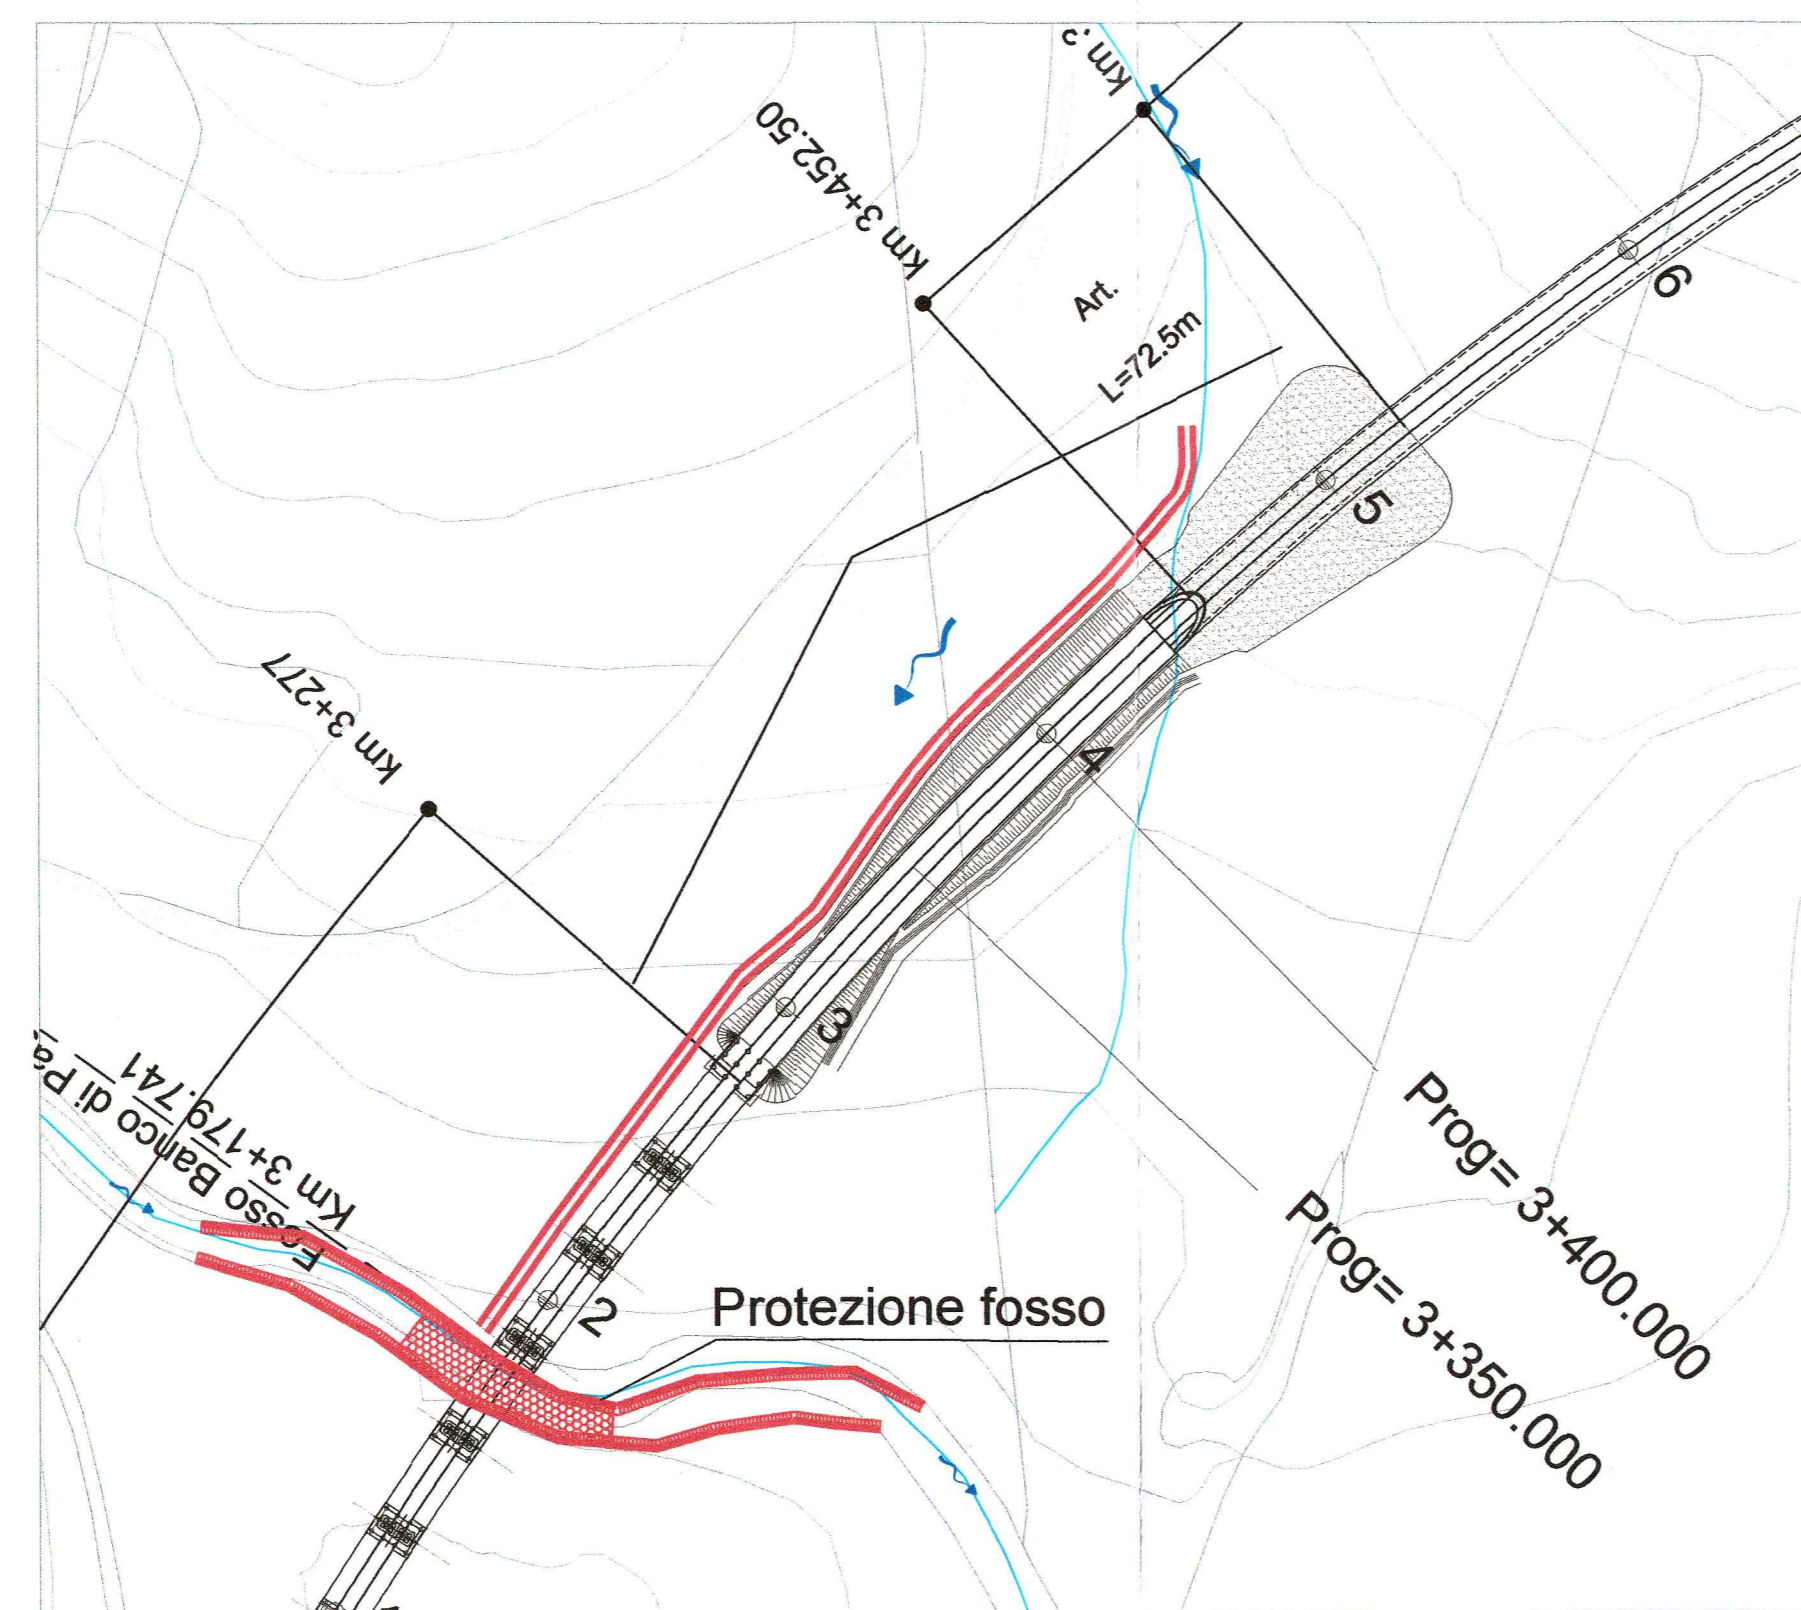 km
km 3+452.50
Art.
L=72.5m
6
5
km 3+277
4
3
Fosso Banco di
Km 3+179.741
2
Protezione fosso
Prog= 3+400.000
Prog= 3+350.000